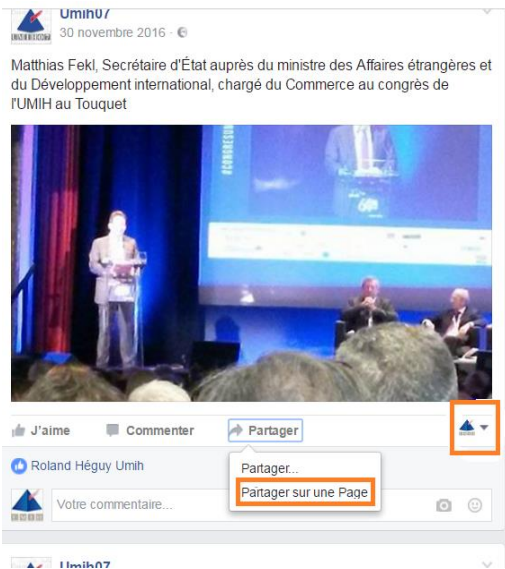 Umih07
30 novembre 2016 ·
Matthias Fekl, Secrétaire d'État auprès du ministre des Affaires étrangères et
du Développement international, chargé du Commerce au congrès de
l'UMIH au Touquet
J'aime Commenter Partager
Roland Héguy Umih
Partager...
Partager sur une Page
Votre commentaire...
Umih07